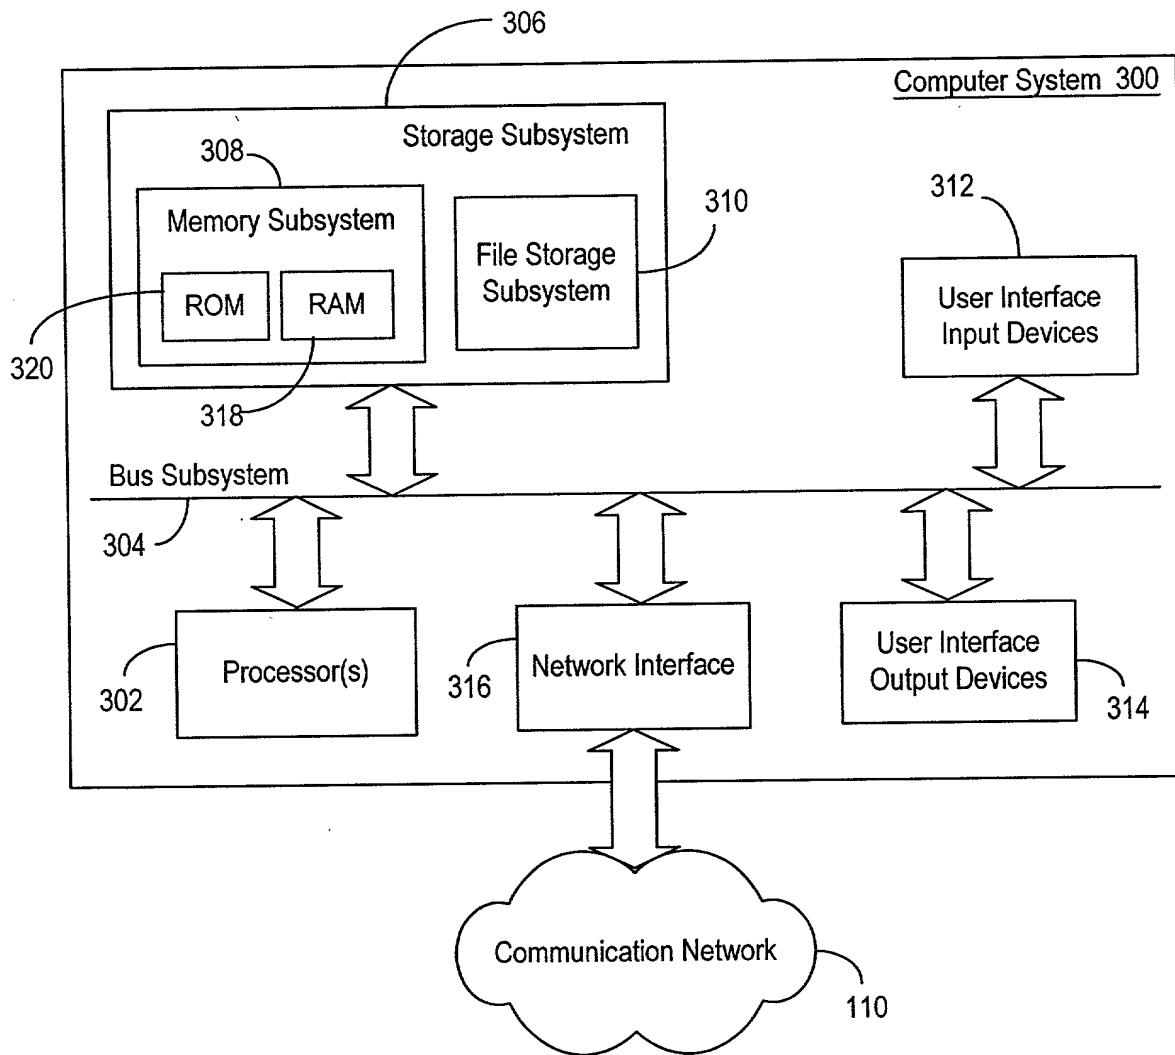 306
Computer System 300
Storage Subsystem
308
Memory Subsystem
310
312
File Storage
Subsystem
ROM
RAM
User Interface
Input Devices
320
318
Bus Subsystem
304
302
Processor(s)
316
Network Interface
User Interface
Output Devices
314
Communication Network
110